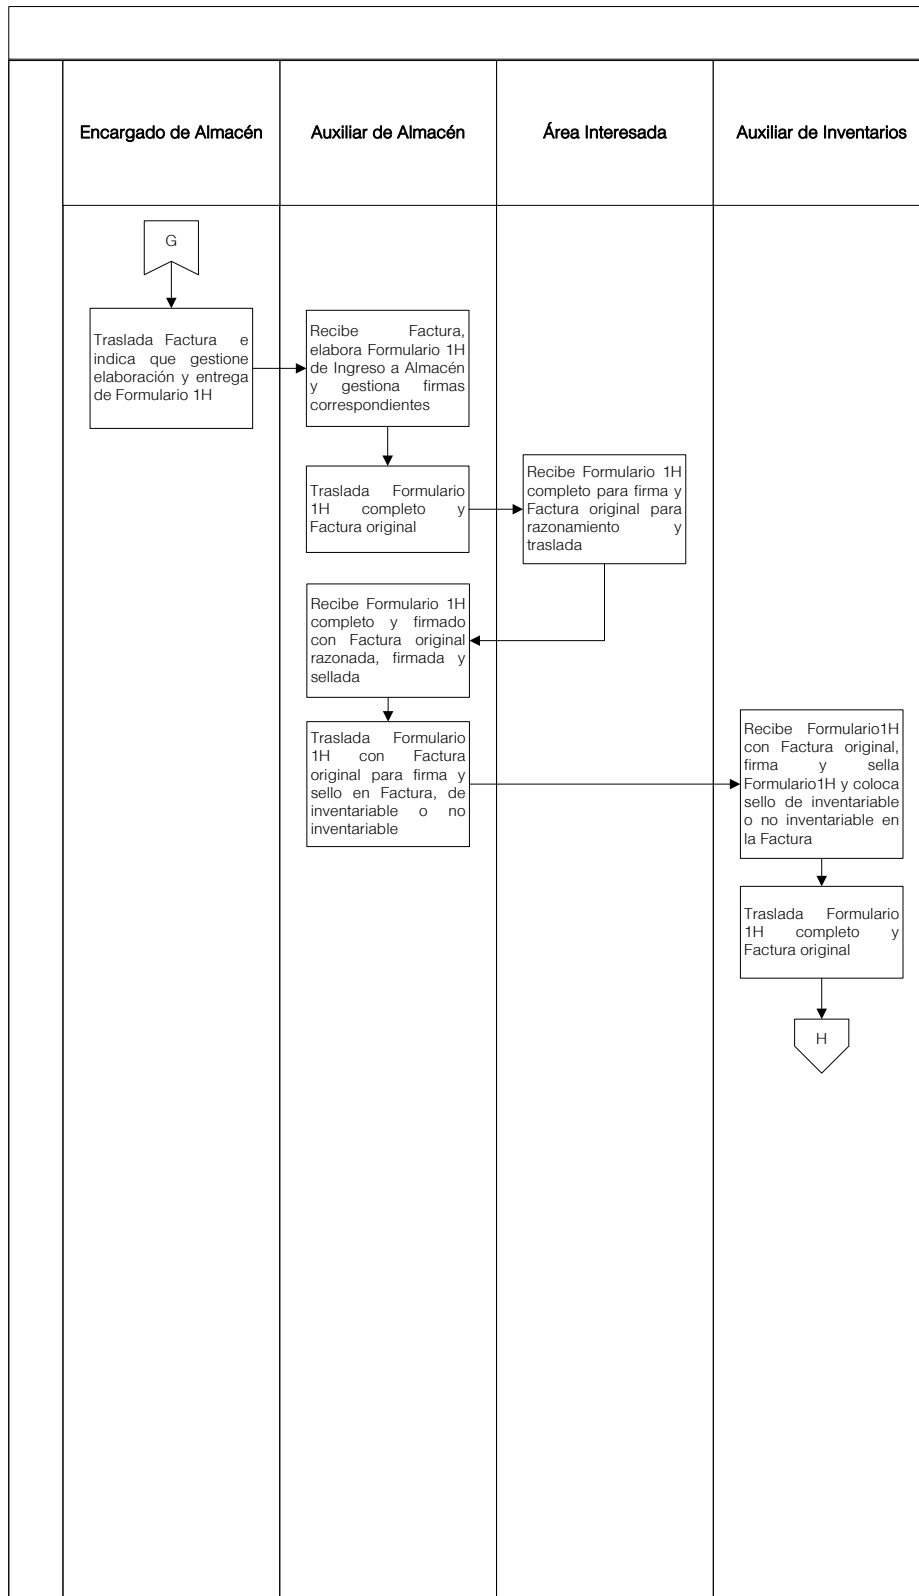 Encargado de Almacén
Auxiliar de Almacén
Área Interesada
Auxiliar de Inventarios
G
Traslada Factura e
indica que gestione
elaboración y entrega
de Formulario 1H
Recibe Factura,
elabora Formulario 1H
de Ingreso a Almacén
y gestiona firmas
correspondientes
Traslada Formulario
1H completo y
Factura original
Recibe Formulario 1H
completo para firma y
Factura original para
razonamiento y
traslada
Recibe Formulario 1H
completo y firmado
con Factura original
razonada, firmada y
sellada
Traslada Formulario
1H con Factura
original para firma y
sello en Factura, de
inventariable o no
inventariable
Recibe Formulario1H
con Factura original,
firma y sella
Formulario1H y coloca
sello de inventariable
o no inventariable en
la Factura
Traslada Formulario
1H completo y
Factura original
H